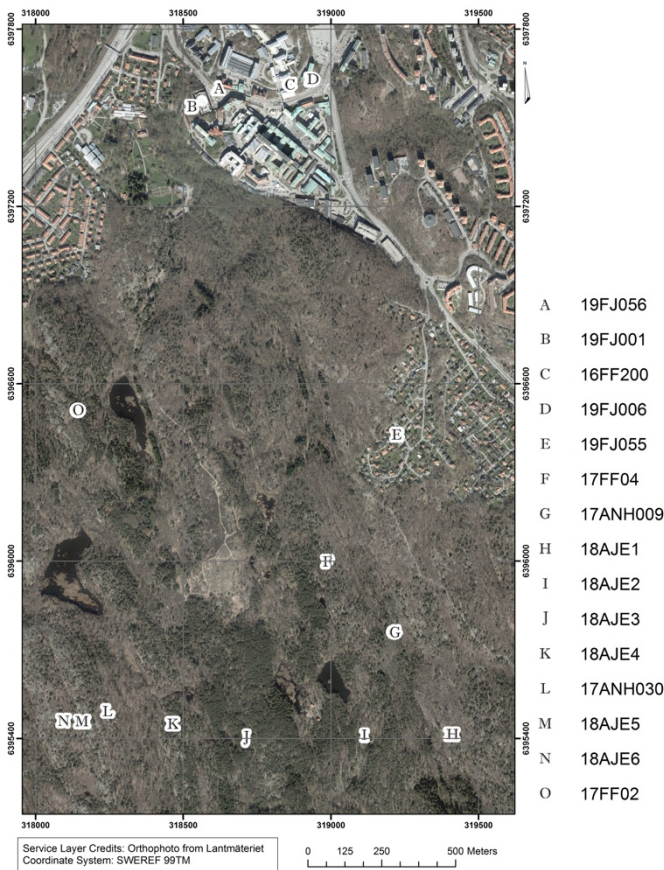 318000 318500 319000 319500
6397800 6397800
A C D
B
6397200 6397200
6396600 6396600
O
E
6396000 6396000
F
G
L
N M K J I H
6395400 6395400
318000 318500 319000 319500
N
A 19FJ056
B 19FJ001
C 16FF200
D 19FJ006
E 19FJ055
F 17FF04
G 17ANH009
H 18AJE1
I 18AJE2
J 18AJE3
K 18AJE4
L 17ANH030
M 18AJE5
N 18AJE6
O 17FF02
Service Layer Credits: Orthophoto from Lantmäteriet
Coordinate System: SWEREF 99TM
0 125 250 500 Meters